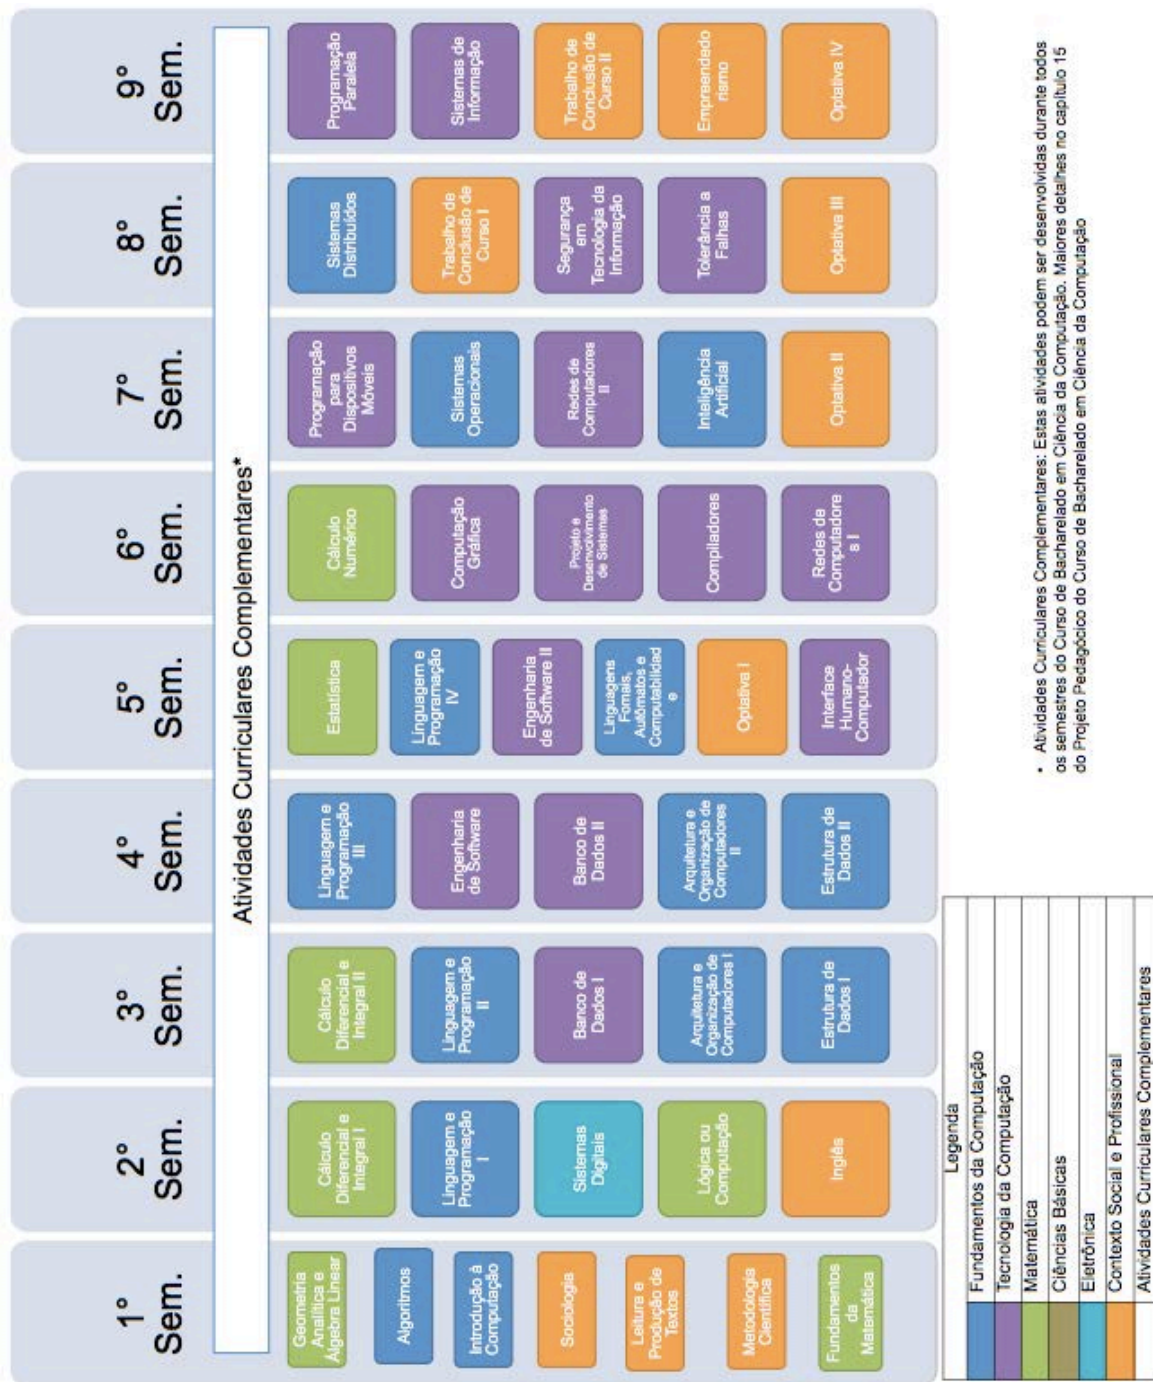 1°
Sem.
2°
Sem.
3°
Sem.
4°
Sem.
5°
Sem.
6°
Sem.
7°
Sem.
8°
Sem.
9°
Sem.
Atividades Curriculares Complementares*
Geometria
Analítica e
Álgebra Linear
Algoritmos
Introdução à
Computação
Sociologia
Leitura e
Produção de
Textos
Metodologia
Científica
Fundamentos
da
Matemática
Cálculo
Diferencial e
Integral I
Linguagem e
Programação
I
Sistemas
Digitais
Lógica ou
Computação
Inglês
Cálculo
Diferencial e
Integral II
Linguagem e
Programação
II
Banco de
Dados I
Arquitetura e
Organização de
Computadores I
Estrutura de
Dados I
Linguagem e
Programação
III
Engenharia
de Software
Banco de
Dados II
Arquitetura e
Organização de
Computadores
II
Estrutura de
Dados II
Estatística
Linguagem e
Programação
IV
Engenharia
de Software II
Linguagens
Fomais,
Autômatos e
Computabilidad
e
Optativa I
Interface
Humano-
Computador
Cálculo
Numérico
Computação
Gráfica
Projeto e
Desenvolvimento
de Sistemas
Compiladores
Redes de
Computadore
s I
Programação
para
Dispositivos
Móveis
Sistemas
Operacionais
Redes de
Computadores
II
Inteligência
Artificial
Optativa II
Sistemas
Distribuídos
Trabalho de
Conclusão de
Curso I
Segurança
em
Tecnologia da
Informação
Tolerância a
Falhas
Optativa III
Programação
Paralela
Sistemas de
Informação
Trabalho de
Conclusão de
Curso II
Empreendedo
rismo
Optativa IV
Legenda
Fundamentos da Computação
Tecnologia da Computação
Matemática
Ciências Básicas
Eletrônica
Contexto Social e Profissional
Atividades Curriculares Complementares
• Atividades Curriculares Complementares: Estas atividades podem ser desenvolvidas durante todos
os semestres do Curso de Bacharelado em Ciência da Computação. Maiores detalhes no capítulo 15
do Projeto Pedagógico do Curso de Bacharelado em Ciência da Computação